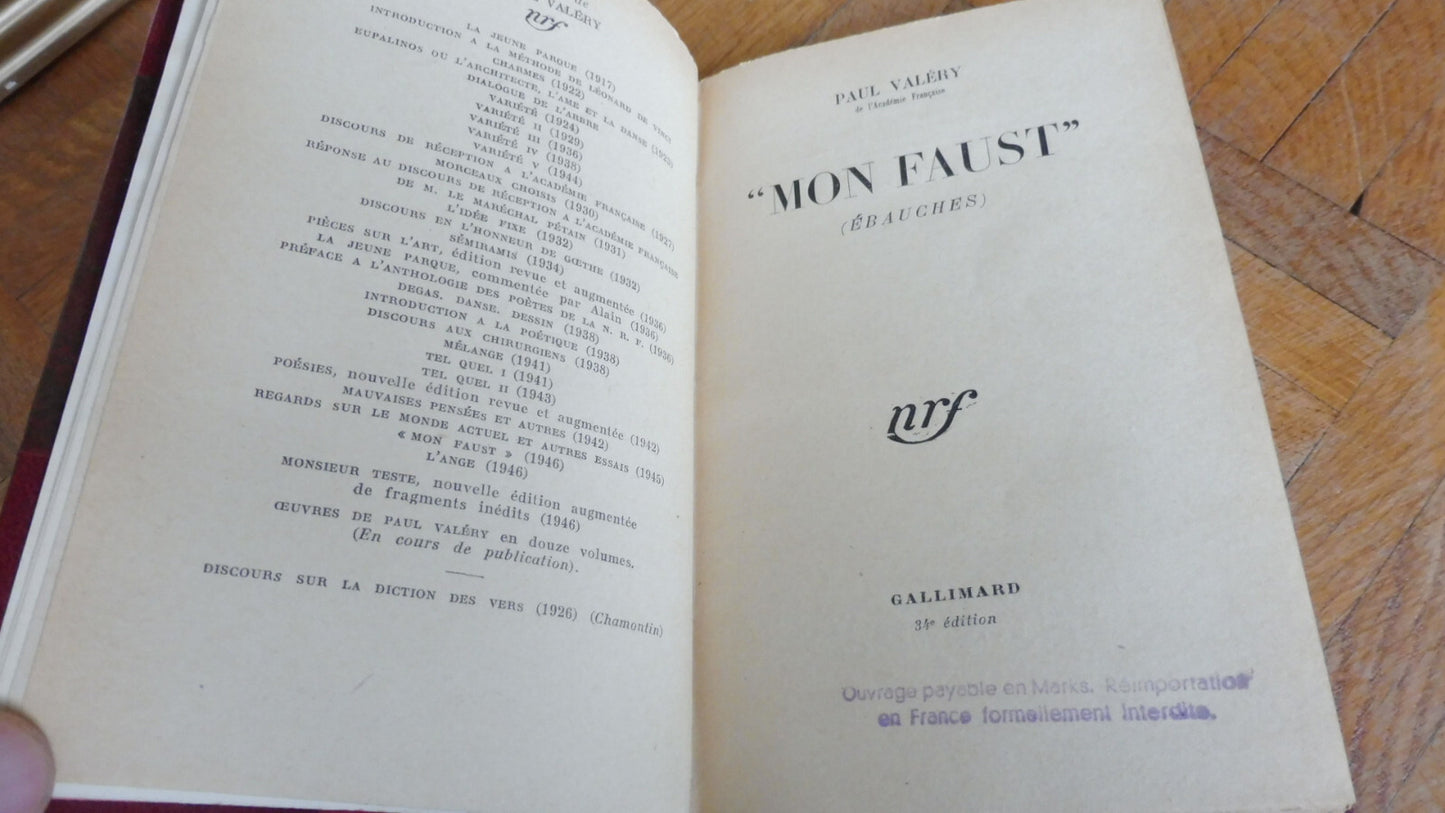 de
VALÉRY
nrf
LA JEUNE PARQUE (1917)
INTRODUCTION A LA MÉTHODE DE LÉONARD DE VINCI
CHARMES (1922)
EUPALINOS OU L'ARCHITECTE, L'AME ET LA DANSE (1923)
DIALOGUE DE L'ARBRE
VARIÉTÉ (1924)
VARIÉTÉ II (1929)
VARIÉTÉ III (1936)
VARIÉTÉ IV (1938)
VARIÉTÉ V (1944)
DISCOURS DE RÉCEPTION A L'ACADÉMIE FRANÇAISE (1927)
MORCEAUX CHOISIS (1930)
RÉPONSE AU DISCOURS DE RÉCEPTION A L'ACADÉMIE FRANÇAISE
DE M. LE MARÉCHAL PÉTAIN (1931)
L'IDÉE FIXE (1932)
DISCOURS EN L'HONNEUR DE GŒTHE (1932)
SÉMIRAMIS (1934)
PIÈCES SUR L'ART, édition revue et augmentée (1936)
LA JEUNE PARQUE, commentée par Alain (1936)
PRÉFACE A L'ANTHOLOGIE DES POÈTES DE LA N. R. F. (1936)
DEGAS. DANSE. DESSIN (1938)
INTRODUCTION A LA POÉTIQUE (1938)
DISCOURS AUX CHIRURGIENS (1938)
MÉLANGE (1941)
TEL QUEL I (1941)
TEL QUEL II (1943)
POÉSIES, nouvelle édition revue et augmentée (1942)
MAUVAISES PENSÉES ET AUTRES (1942)
REGARDS SUR LE MONDE ACTUEL ET AUTRES ESSAIS (1945)
« MON FAUST » (1946)
L'ANGE (1946)
MONSIEUR TESTE, nouvelle édition augmentée
de fragments inédits (1946)
ŒUVRES DE PAUL VALÉRY en douze volumes.
(En cours de publication).
DISCOURS SUR LA DICTION DES VERS (1926) (Chamontin)
PAUL VALÉRY
de l'Académie Française
“MON FAUST”
(ÉBAUCHES)
nrf
GALLIMARD
34e édition
Ouvrage payable en Marks. Réimportation
en France formellement interdite.